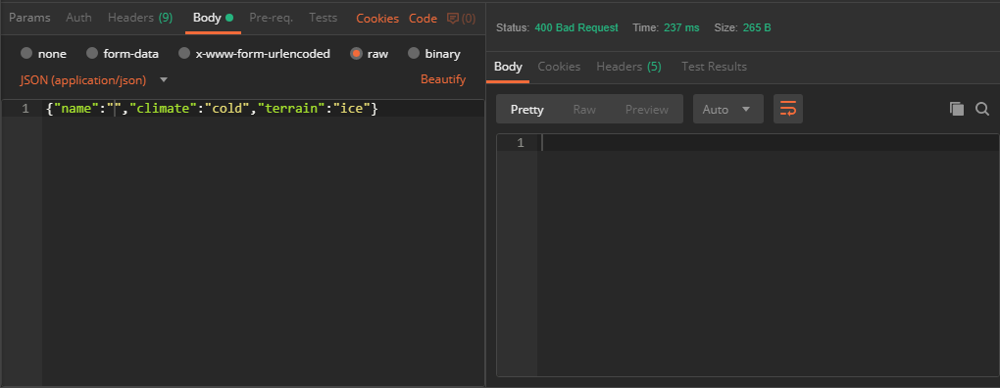 Params Auth Headers (9) Body Pre-req. Tests Cookies Code (0)
none form-data x-www-form-urlencoded raw binary
JSON (application/json) Beautify
1 {"name":"","climate":"cold","terrain":"ice"}
Status: 400 Bad Request Time: 237 ms Size: 265 B
Body Cookies Headers (5) Test Results
Pretty Raw Preview Auto
1